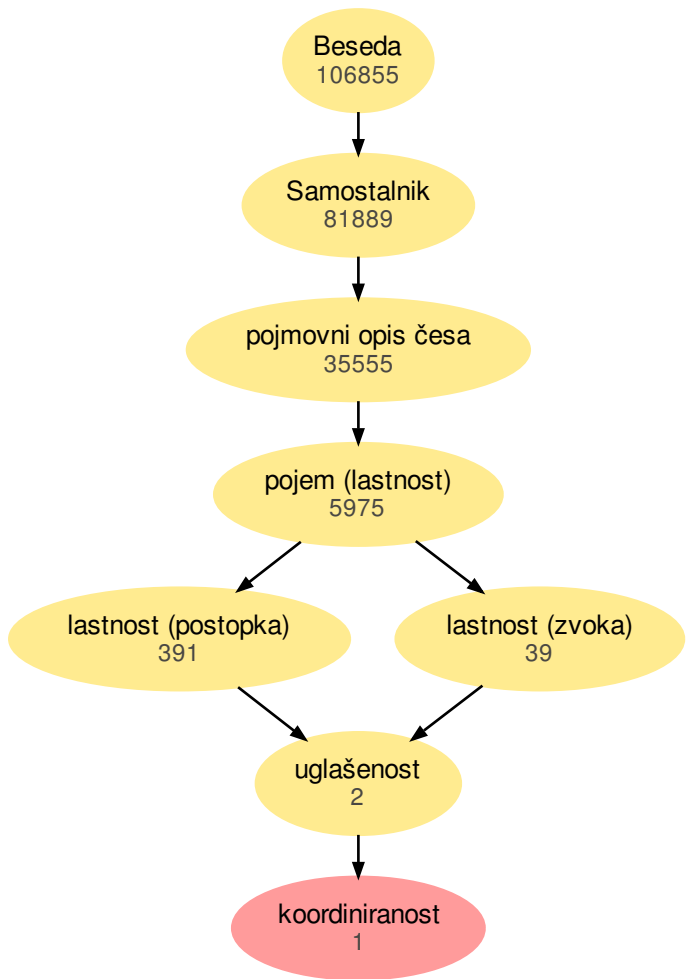 Beseda
106855
Samostalnik
81889
pojmovni opis česa
35555
pojem (lastnost)
5975
lastnost (postopka)
391
lastnost (zvoka)
39
uglašenost
2
koordiniranost
1